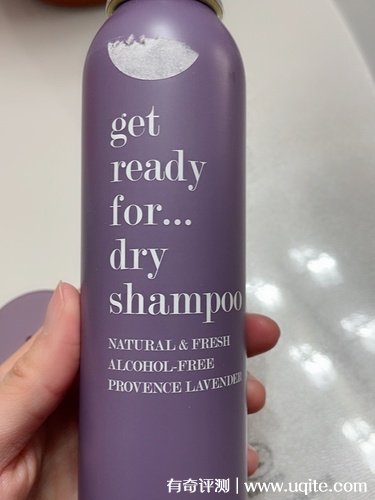 get
ready
for...
dry
shampoo
NATURAL & FRESH
ALCOHOL-FREE
PROVENCE LAVENDER
有奇评测 | www.uqite.com